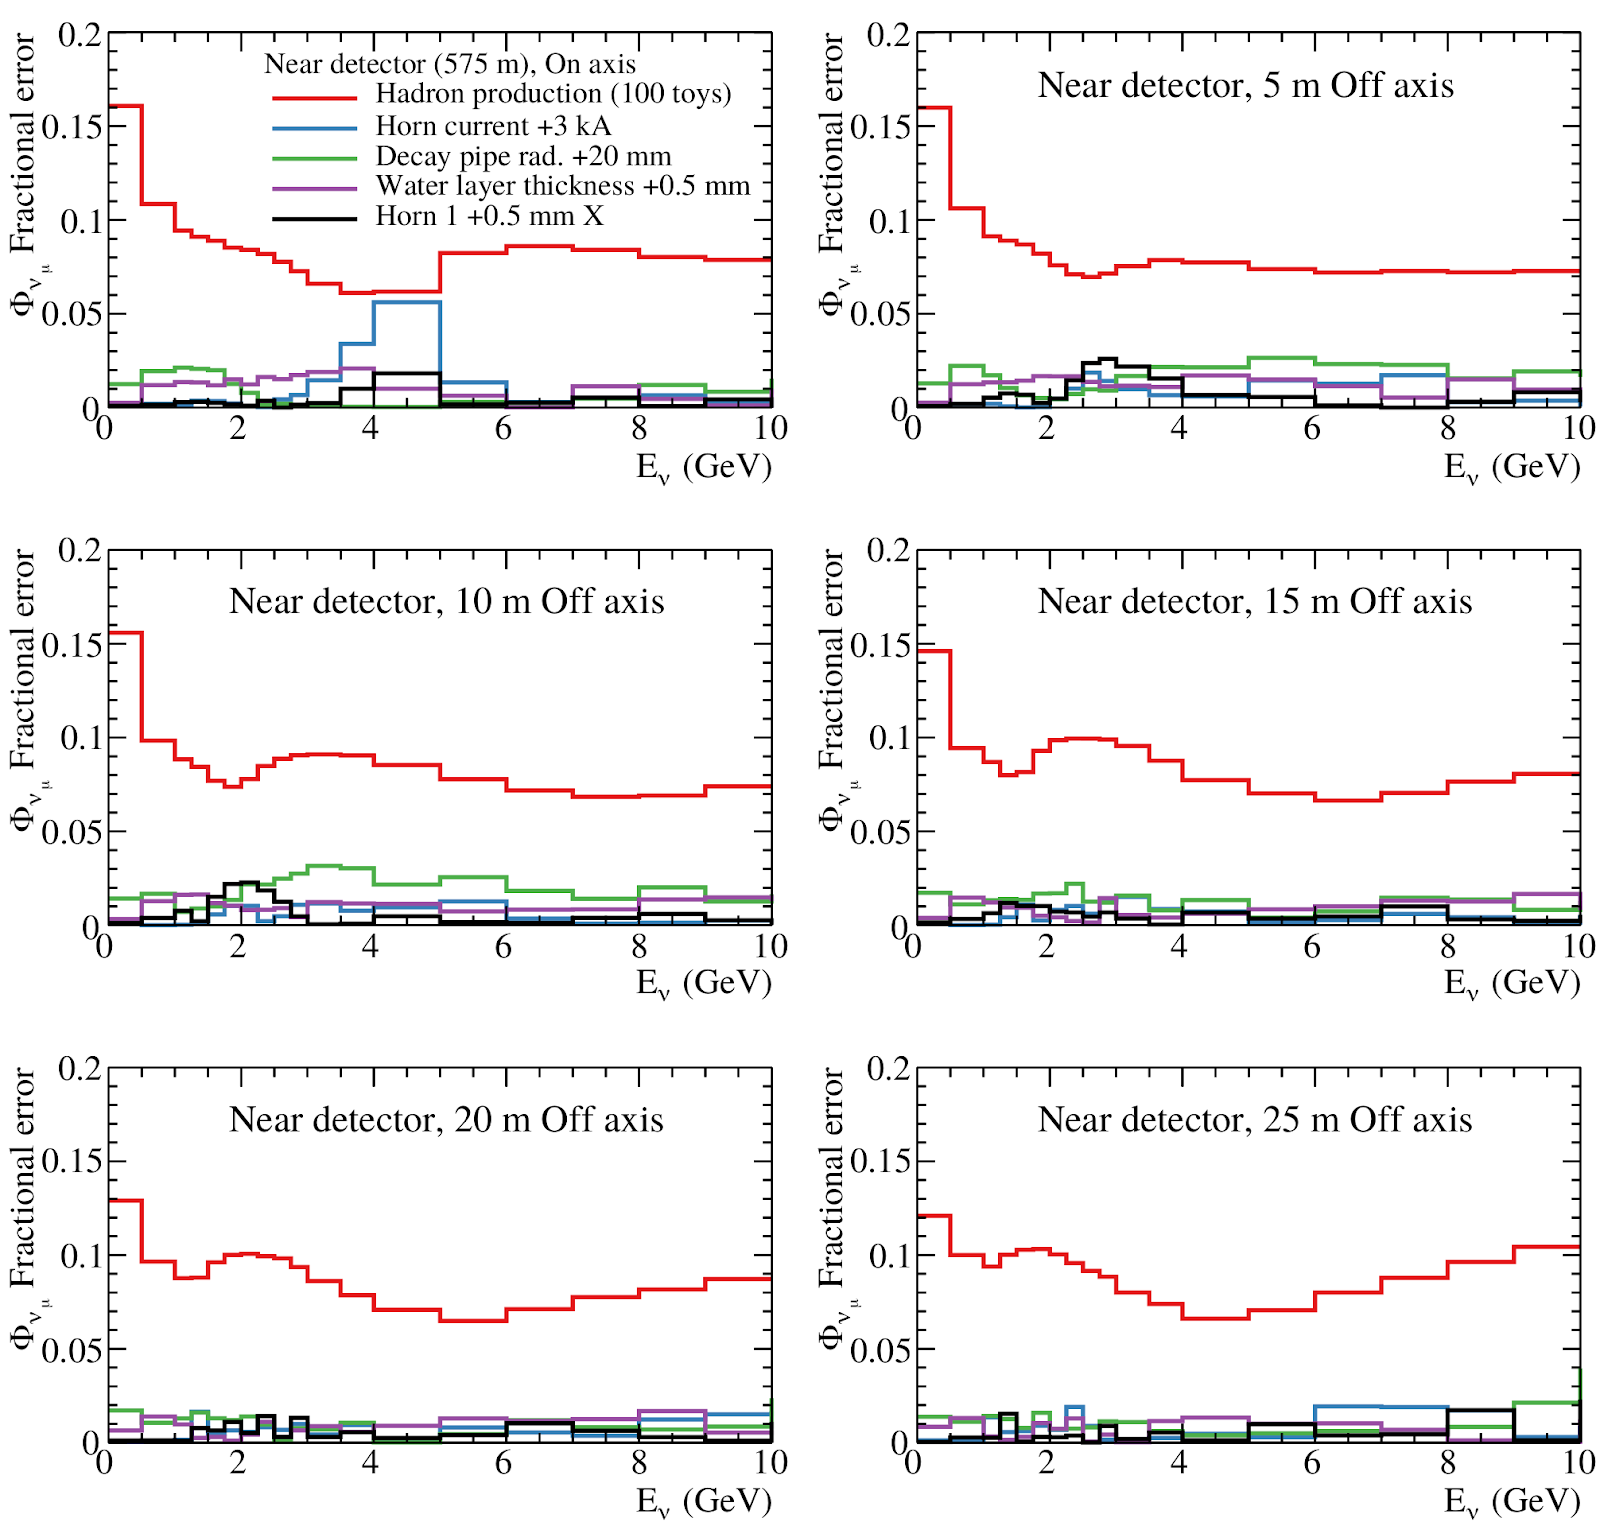 Near detector (575 m), On axis
Hadron production (100 toys)
Horn current +3 kA
Decay pipe rad. +20 mm
Water layer thickness +0.5 mm
Horn 1 +0.5 mm X
Φνμ Fractional error
0.2
0.15
0.1
0.05
0
0 2 4 6 8 10
Eν (GeV)
Near detector, 5 m Off axis
Φνμ Fractional error
0.2
0.15
0.1
0.05
0
0 2 4 6 8 10
Eν (GeV)
Near detector, 10 m Off axis
Φνμ Fractional error
0.2
0.15
0.1
0.05
0
0 2 4 6 8 10
Eν (GeV)
Near detector, 15 m Off axis
Φνμ Fractional error
0.2
0.15
0.1
0.05
0
0 2 4 6 8 10
Eν (GeV)
Near detector, 20 m Off axis
Φνμ Fractional error
0.2
0.15
0.1
0.05
0
0 2 4 6 8 10
Eν (GeV)
Near detector, 25 m Off axis
Φνμ Fractional error
0.2
0.15
0.1
0.05
0
0 2 4 6 8 10
Eν (GeV)